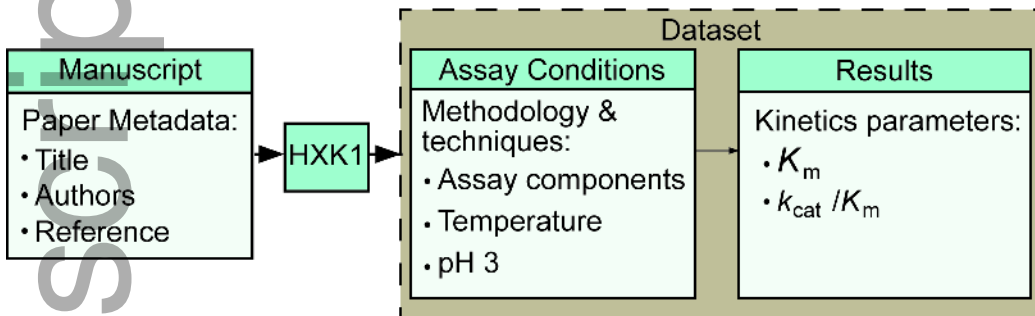 Dataset
Manuscript
Paper Metadata:
• Title
• Authors
• Reference
HXK1
Assay Conditions
Methodology &
techniques:
• Assay components
• Temperature
• pH 3
Results
Kinetics parameters:
• Km
• kcat /Km
scrip